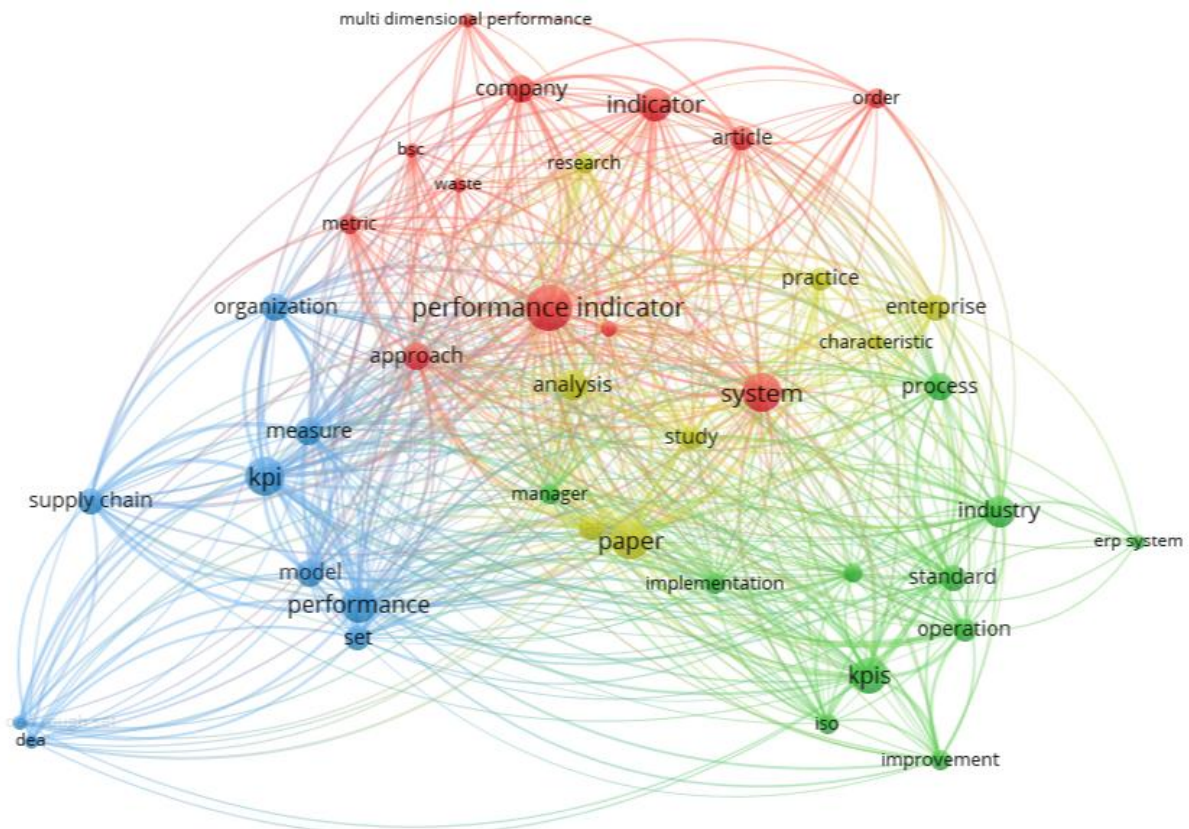 multi dimensional performance
company
indicator
order
article
bsc
research
waste
metric
practice
organization
performance indicator
enterprise
characteristic
approach
analysis
process
system
measure
study
kpi
manager
supply chain
industry
paper
erp system
model
implementation
standard
performance
operation
set
kpis
iso
dea
improvement